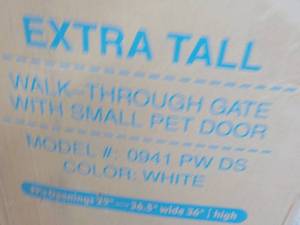 EXTRA TALL
WALK-THROUGH GATE
WITH SMALL PET DOOR
MODEL #: 0941 PW DS
COLOR: WHITE
openings 29" 36.5" wide 36" high